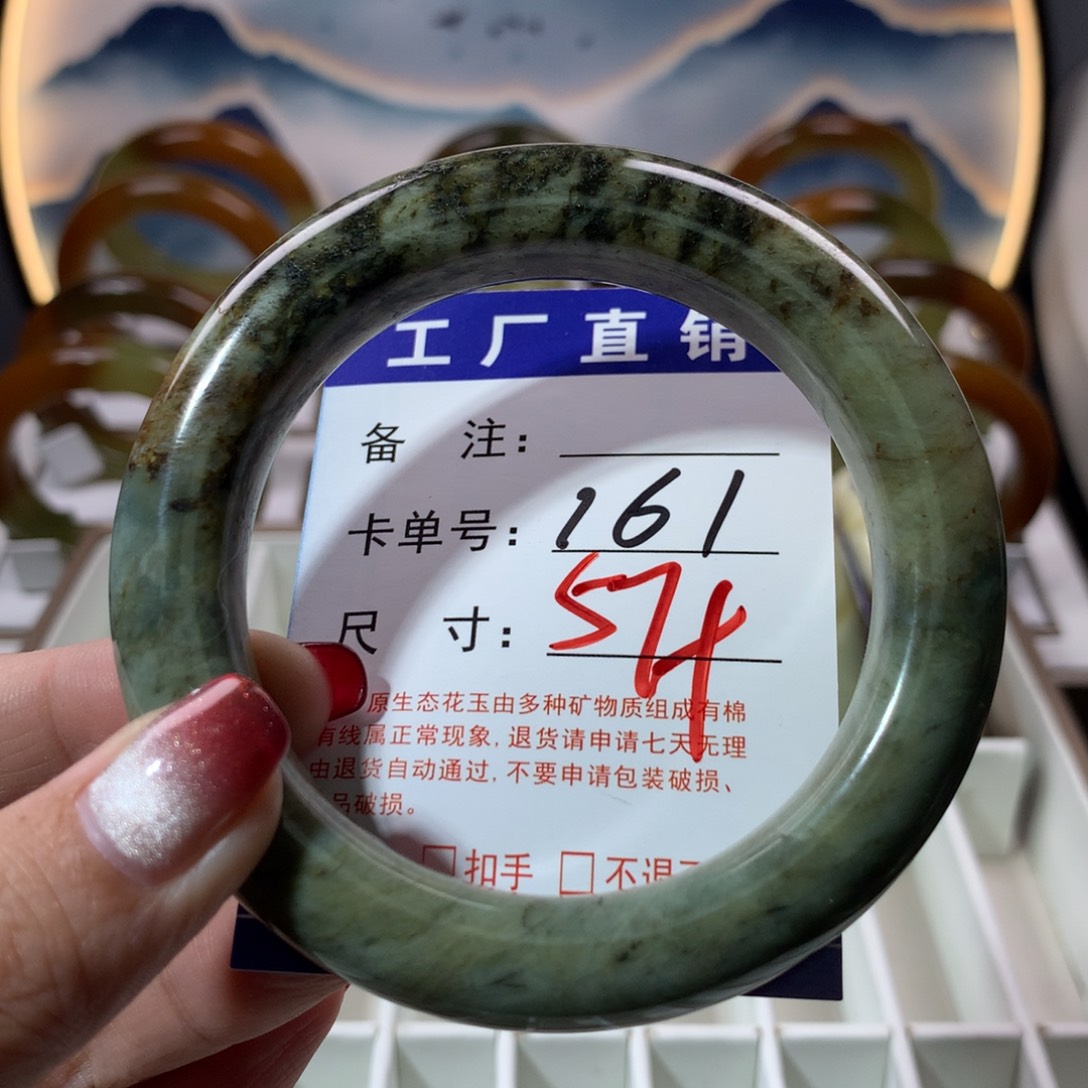 工厂直销
备 注:
卡单号: 161
尺 寸: 54
原生态花玉由多种矿物质组成有棉
有线属正常现象, 退货请申请七天无理
由退货自动通过, 不要申请包装破损、
品破损。
□扣手 □不退